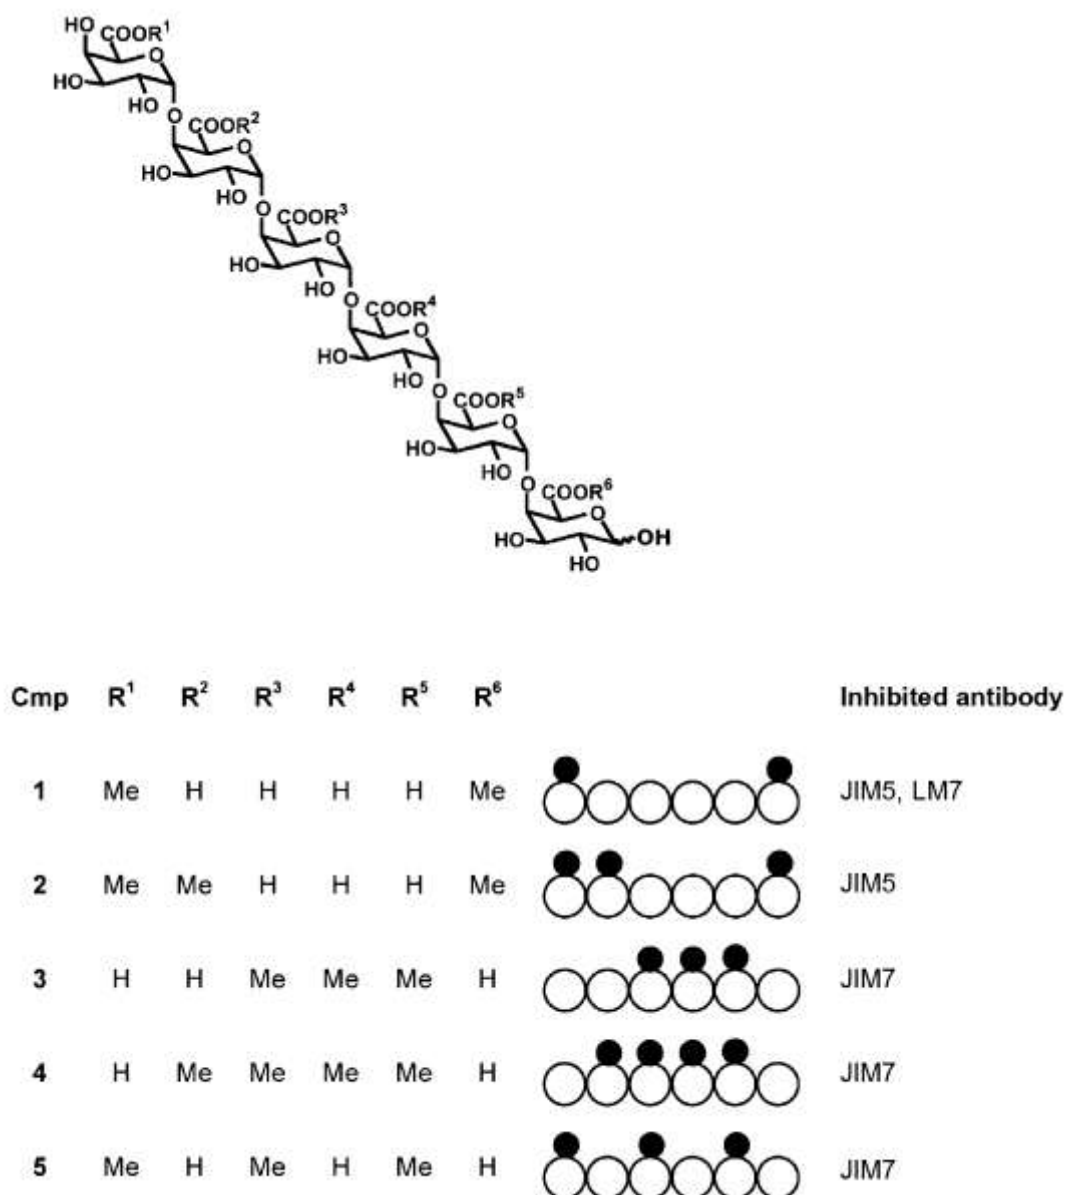 HO COOR¹
O
HO
HO
O COOR²
O
HO
HO
O COOR³
O
HO
HO
O COOR⁴
O
HO
HO
O COOR⁵
O
HO
HO
O COOR⁶
O
HO OH
HO
Cmp R¹ R² R³ R⁴ R⁵ R⁶ Inhibited antibody
1 Me H H H H Me JIM5, LM7
2 Me Me H H H Me JIM5
3 H H Me Me Me H JIM7
4 H Me Me Me Me H JIM7
5 Me H Me H Me H JIM7